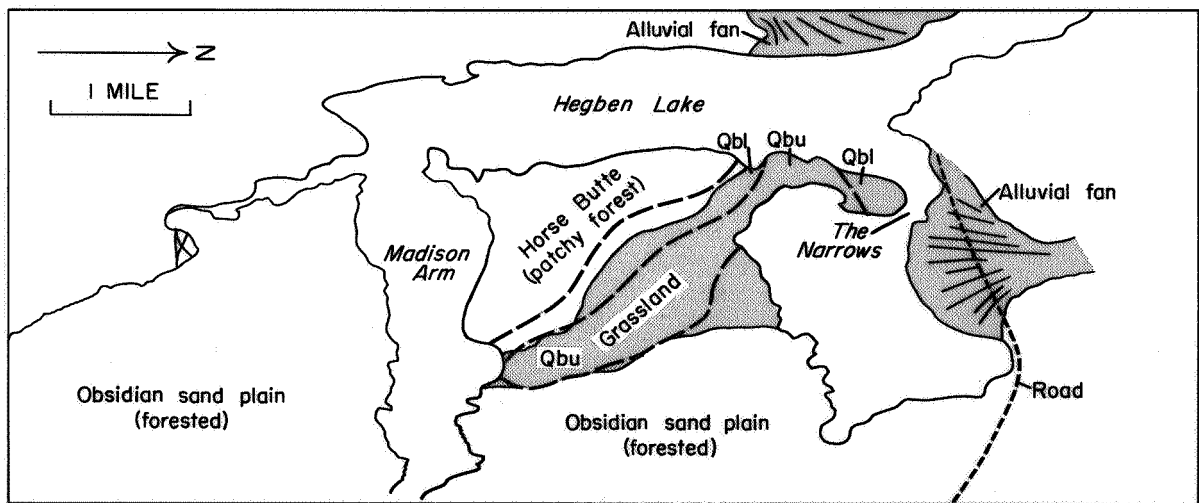 Alluvial fan
N
1 MILE
Hegben Lake
Qbl
Qbu
Qbl
Alluvial fan
Horse Butte
(patchy forest)
The
Narrows
Madison
Arm
Grassland
Qbu
Obsidian sand plain
(forested)
Obsidian sand plain
(forested)
Road